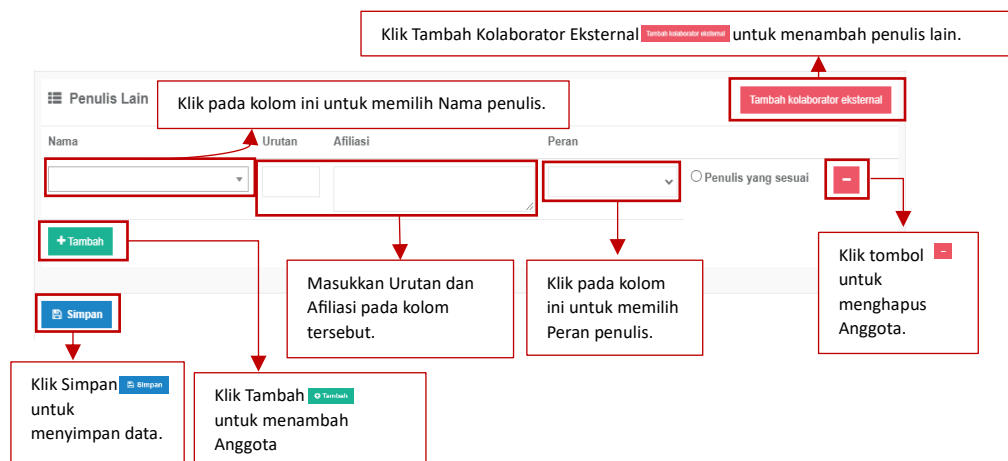 Klik Tambah Kolaborator Eksternal Tambah kolaborator eksternal untuk menambah penulis lain.
Penulis Lain
Klik pada kolom ini untuk memilih Nama penulis.
Tambah kolaborator eksternal
Nama Urutan Afiliasi Peran
Penulis yang sesuai
Tambah
Masukkan Urutan dan
Afiliasi pada kolom
tersebut.
Klik pada kolom
ini untuk memilih
Peran penulis.
Klik tombol
untuk
menghapus
Anggota.
Simpan
Klik Simpan Simpan
untuk
menyimpan data.
Klik Tambah Tambah
untuk menambah
Anggota